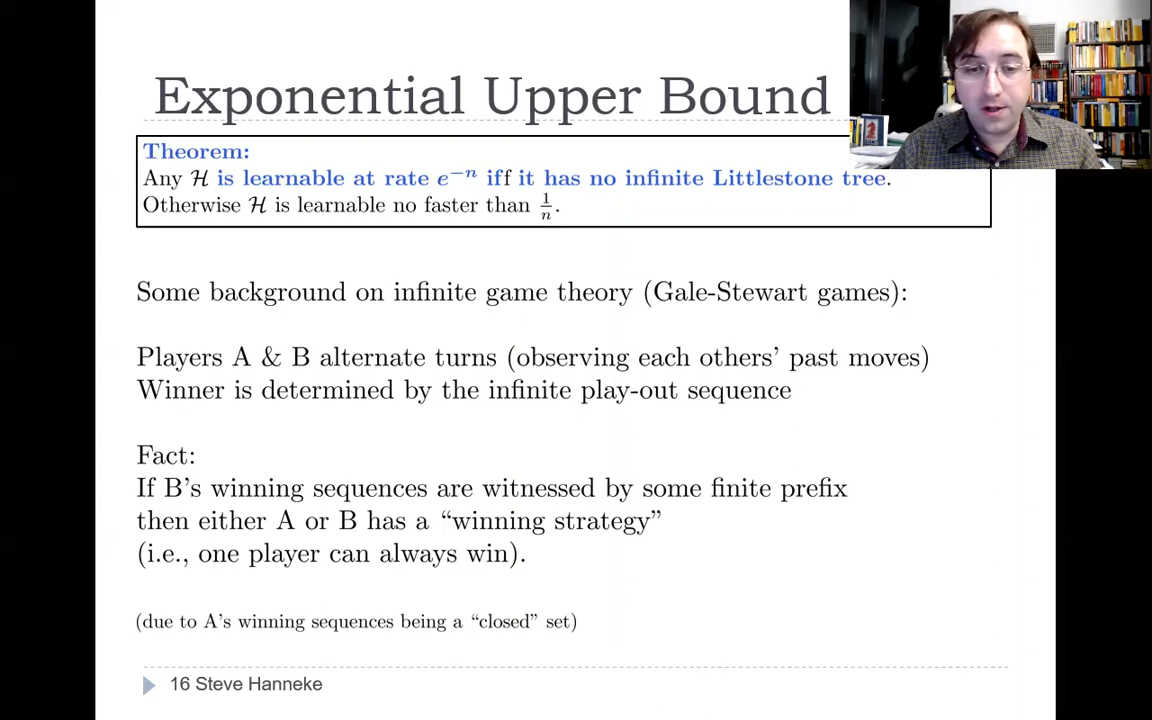 Exponential Upper Bound
Theorem:
Any ℋ is learnable at rate e⁻ⁿ iff it has no infinite Littlestone tree.
Otherwise ℋ is learnable no faster than 1/n.
Some background on infinite game theory (Gale-Stewart games):
Players A & B alternate turns (observing each others’ past moves)
Winner is determined by the infinite play-out sequence
Fact:
If B’s winning sequences are witnessed by some finite prefix
then either A or B has a “winning strategy”
(i.e., one player can always win).
(due to A’s winning sequences being a “closed” set)
16 Steve Hanneke